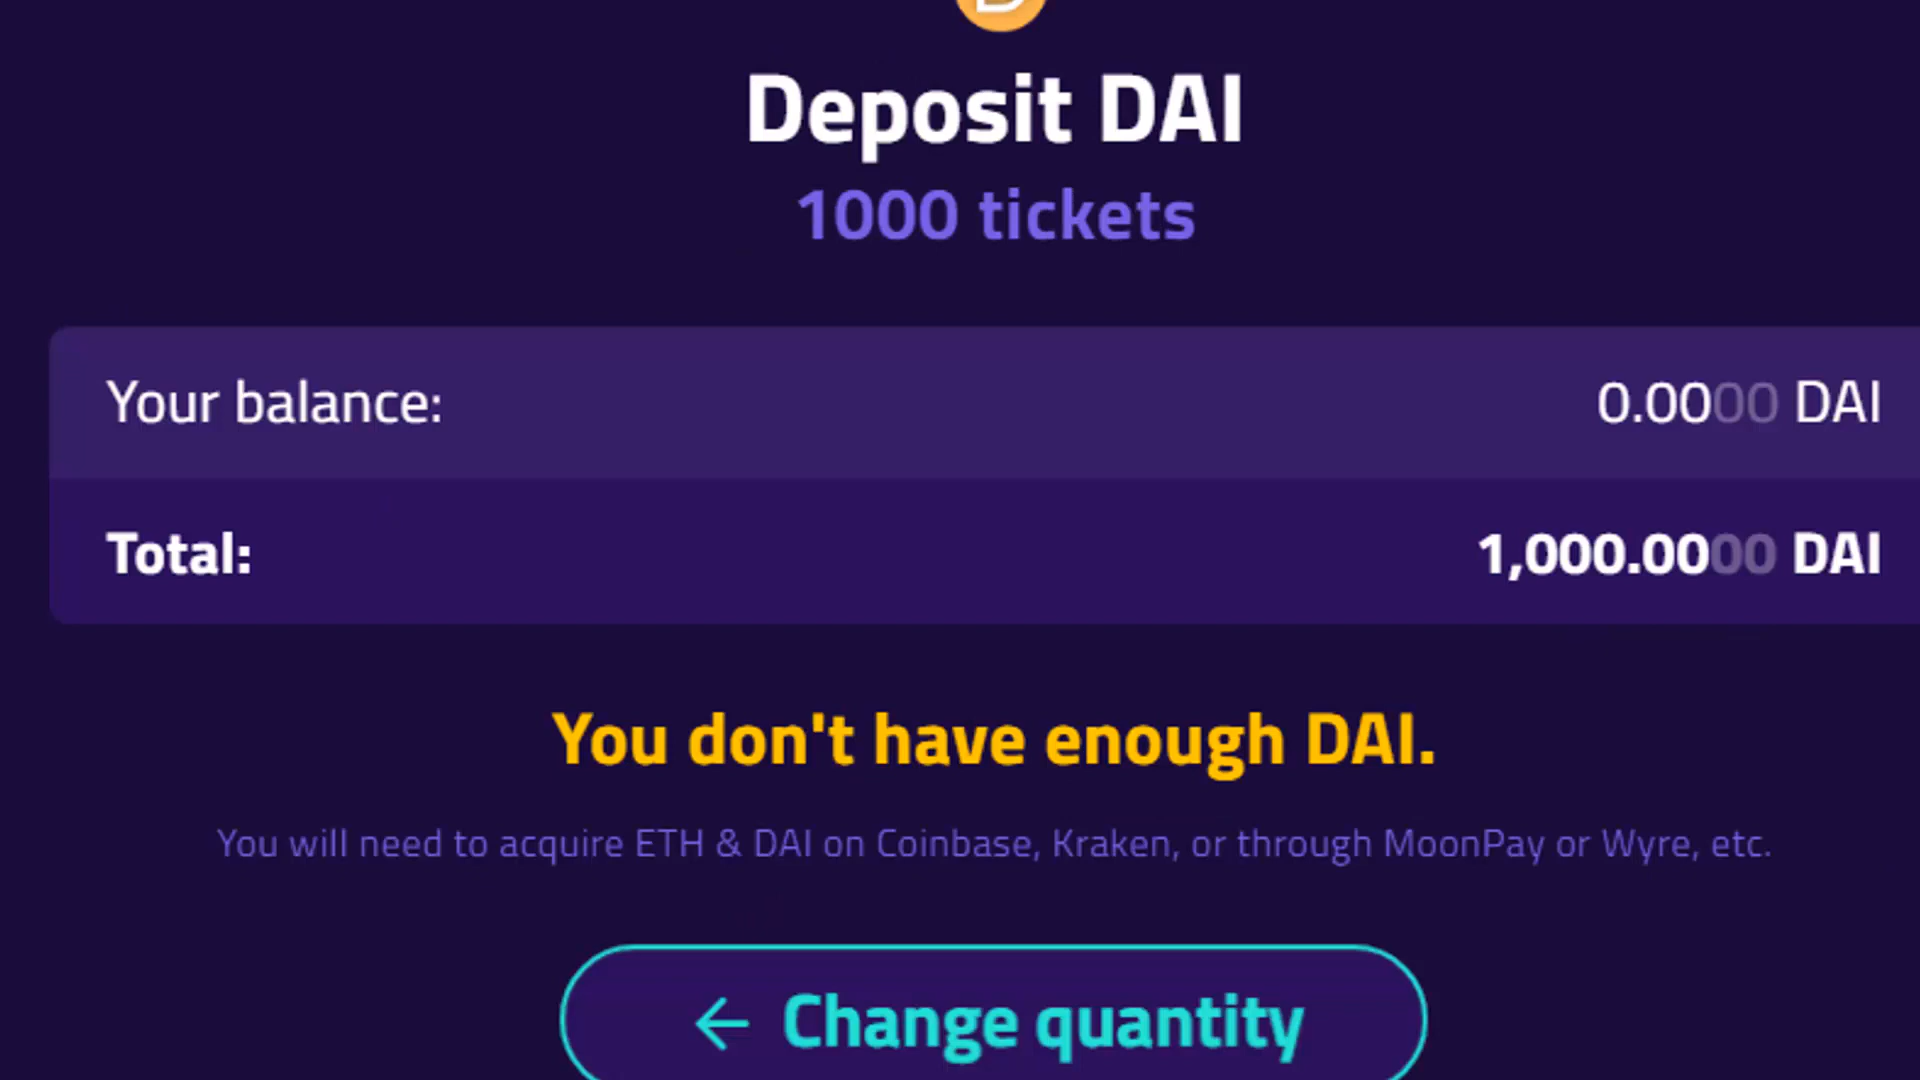 Deposit DAI
1000 tickets
Your balance: 0.0000 DAI
Total: 1,000.0000 DAI
You don't have enough DAI.
You will need to acquire ETH & DAI on Coinbase, Kraken, or through MoonPay or Wyre, etc.
← Change quantity